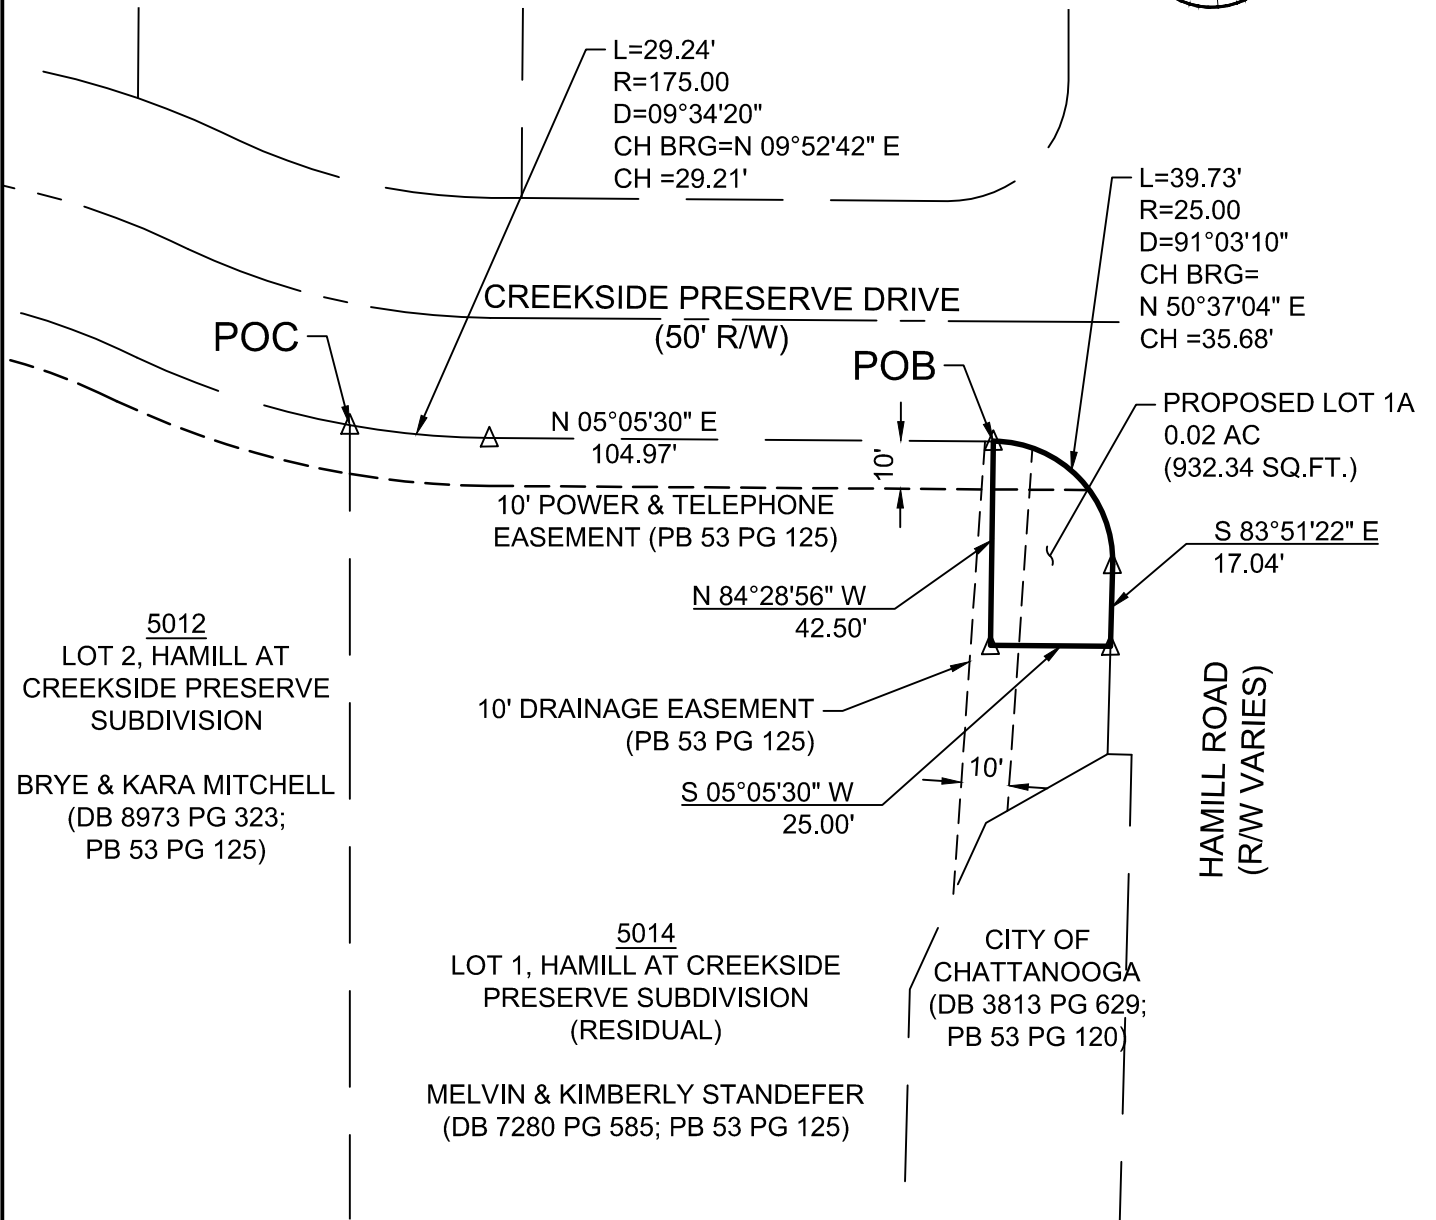 L=29.24'
R=175.00
D=09°34'20"
CH BRG=N 09°52'42" E
CH =29.21'
L=39.73'
R=25.00
D=91°03'10"
CH BRG=
N 50°37'04" E
CH =35.68'
CREEKSIDE PRESERVE DRIVE
(50' R/W)
POC
POB
PROPOSED LOT 1A
0.02 AC
(932.34 SQ.FT.)
N 05°05'30" E
104.97'
10'
10' POWER & TELEPHONE
EASEMENT (PB 53 PG 125)
S 83°51'22" E
17.04'
N 84°28'56" W
42.50'
5012
LOT 2, HAMILL AT
CREEKSIDE PRESERVE
SUBDIVISION
BRYE & KARA MITCHELL
(DB 8973 PG 323;
PB 53 PG 125)
10' DRAINAGE EASEMENT
(PB 53 PG 125)
10'
S 05°05'30" W
25.00'
HAMILL ROAD
(R/W VARIES)
5014
LOT 1, HAMILL AT CREEKSIDE
PRESERVE SUBDIVISION
(RESIDUAL)
MELVIN & KIMBERLY STANDEFER
(DB 7280 PG 585; PB 53 PG 125)
CITY OF
CHATTANOOGA
(DB 3813 PG 629;
PB 53 PG 120)